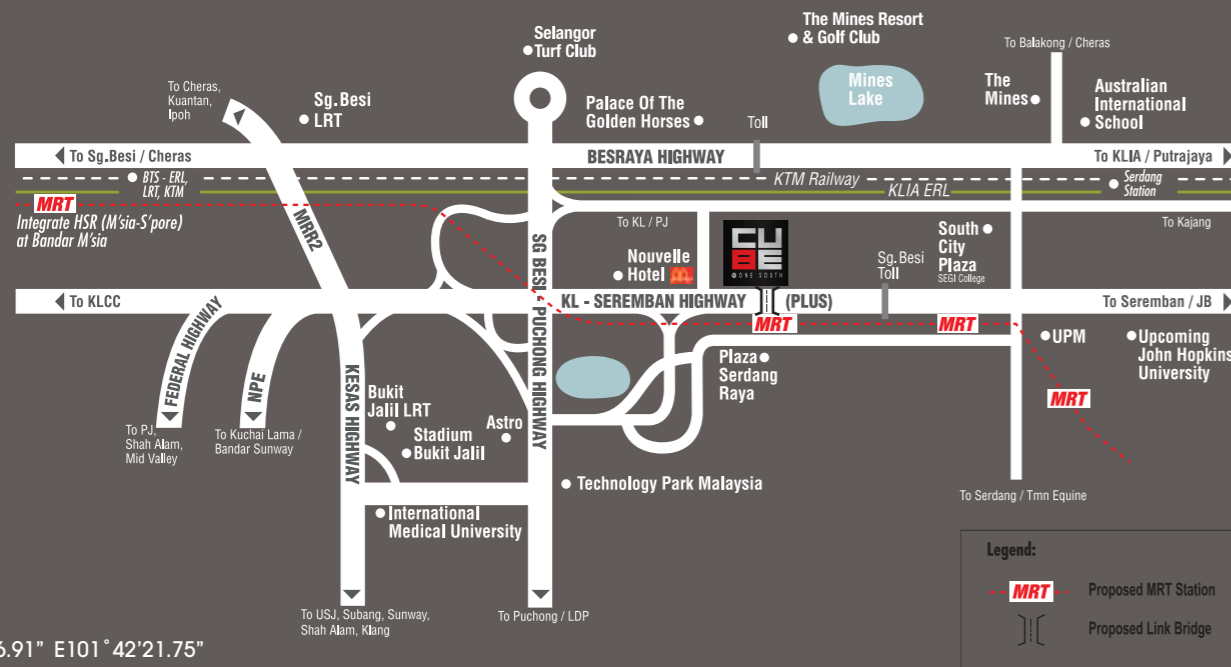 The Mines Resort
& Golf Club
Selangor
Turf Club
To Balakong / Cheras
To Cheras,
Kuantan,
Ipoh
Sg.Besi
LRT
Palace Of The
Golden Horses
Toll
Mines
Lake
The
Mines
Australian
International
School
To Sg.Besi / Cheras
BESRAYA HIGHWAY
To KLIA / Putrajaya
BTS - ERL,
LRT, KTM
KTM Railway
KLIA ERL
Serdang
Station
MRT
Integrate HSR (M'sia-S'pore)
at Bandar M'sia
MRR2
SG BESI - PUCHONG HIGHWAY
To KL / PJ
To Kajang
Nouvelle
Hotel
CUBE
@ ONE SOUTH
Sg.Besi
Toll
South
City
Plaza
SEGI College
To KLCC
KL - SEREMBAN HIGHWAY
(PLUS)
To Seremban / JB
MRT
MRT
FEDERAL HIGHWAY
NPE
KESAS HIGHWAY
Plaza
Serdang
Raya
UPM
Upcoming
John Hopkins
University
MRT
Bukit
Jalil LRT
Stadium
Bukit Jalil
Astro
To PJ,
Shah Alam,
Mid Valley
To Kuchai Lama /
Bandar Sunway
Technology Park Malaysia
To Serdang / Tmn Equine
International
Medical University
To USJ, Subang, Sunway,
Shah Alam, Klang
To Puchong / LDP
Legend:
MRT
Proposed MRT Station
Proposed Link Bridge
6.91" E101°42'21.75"